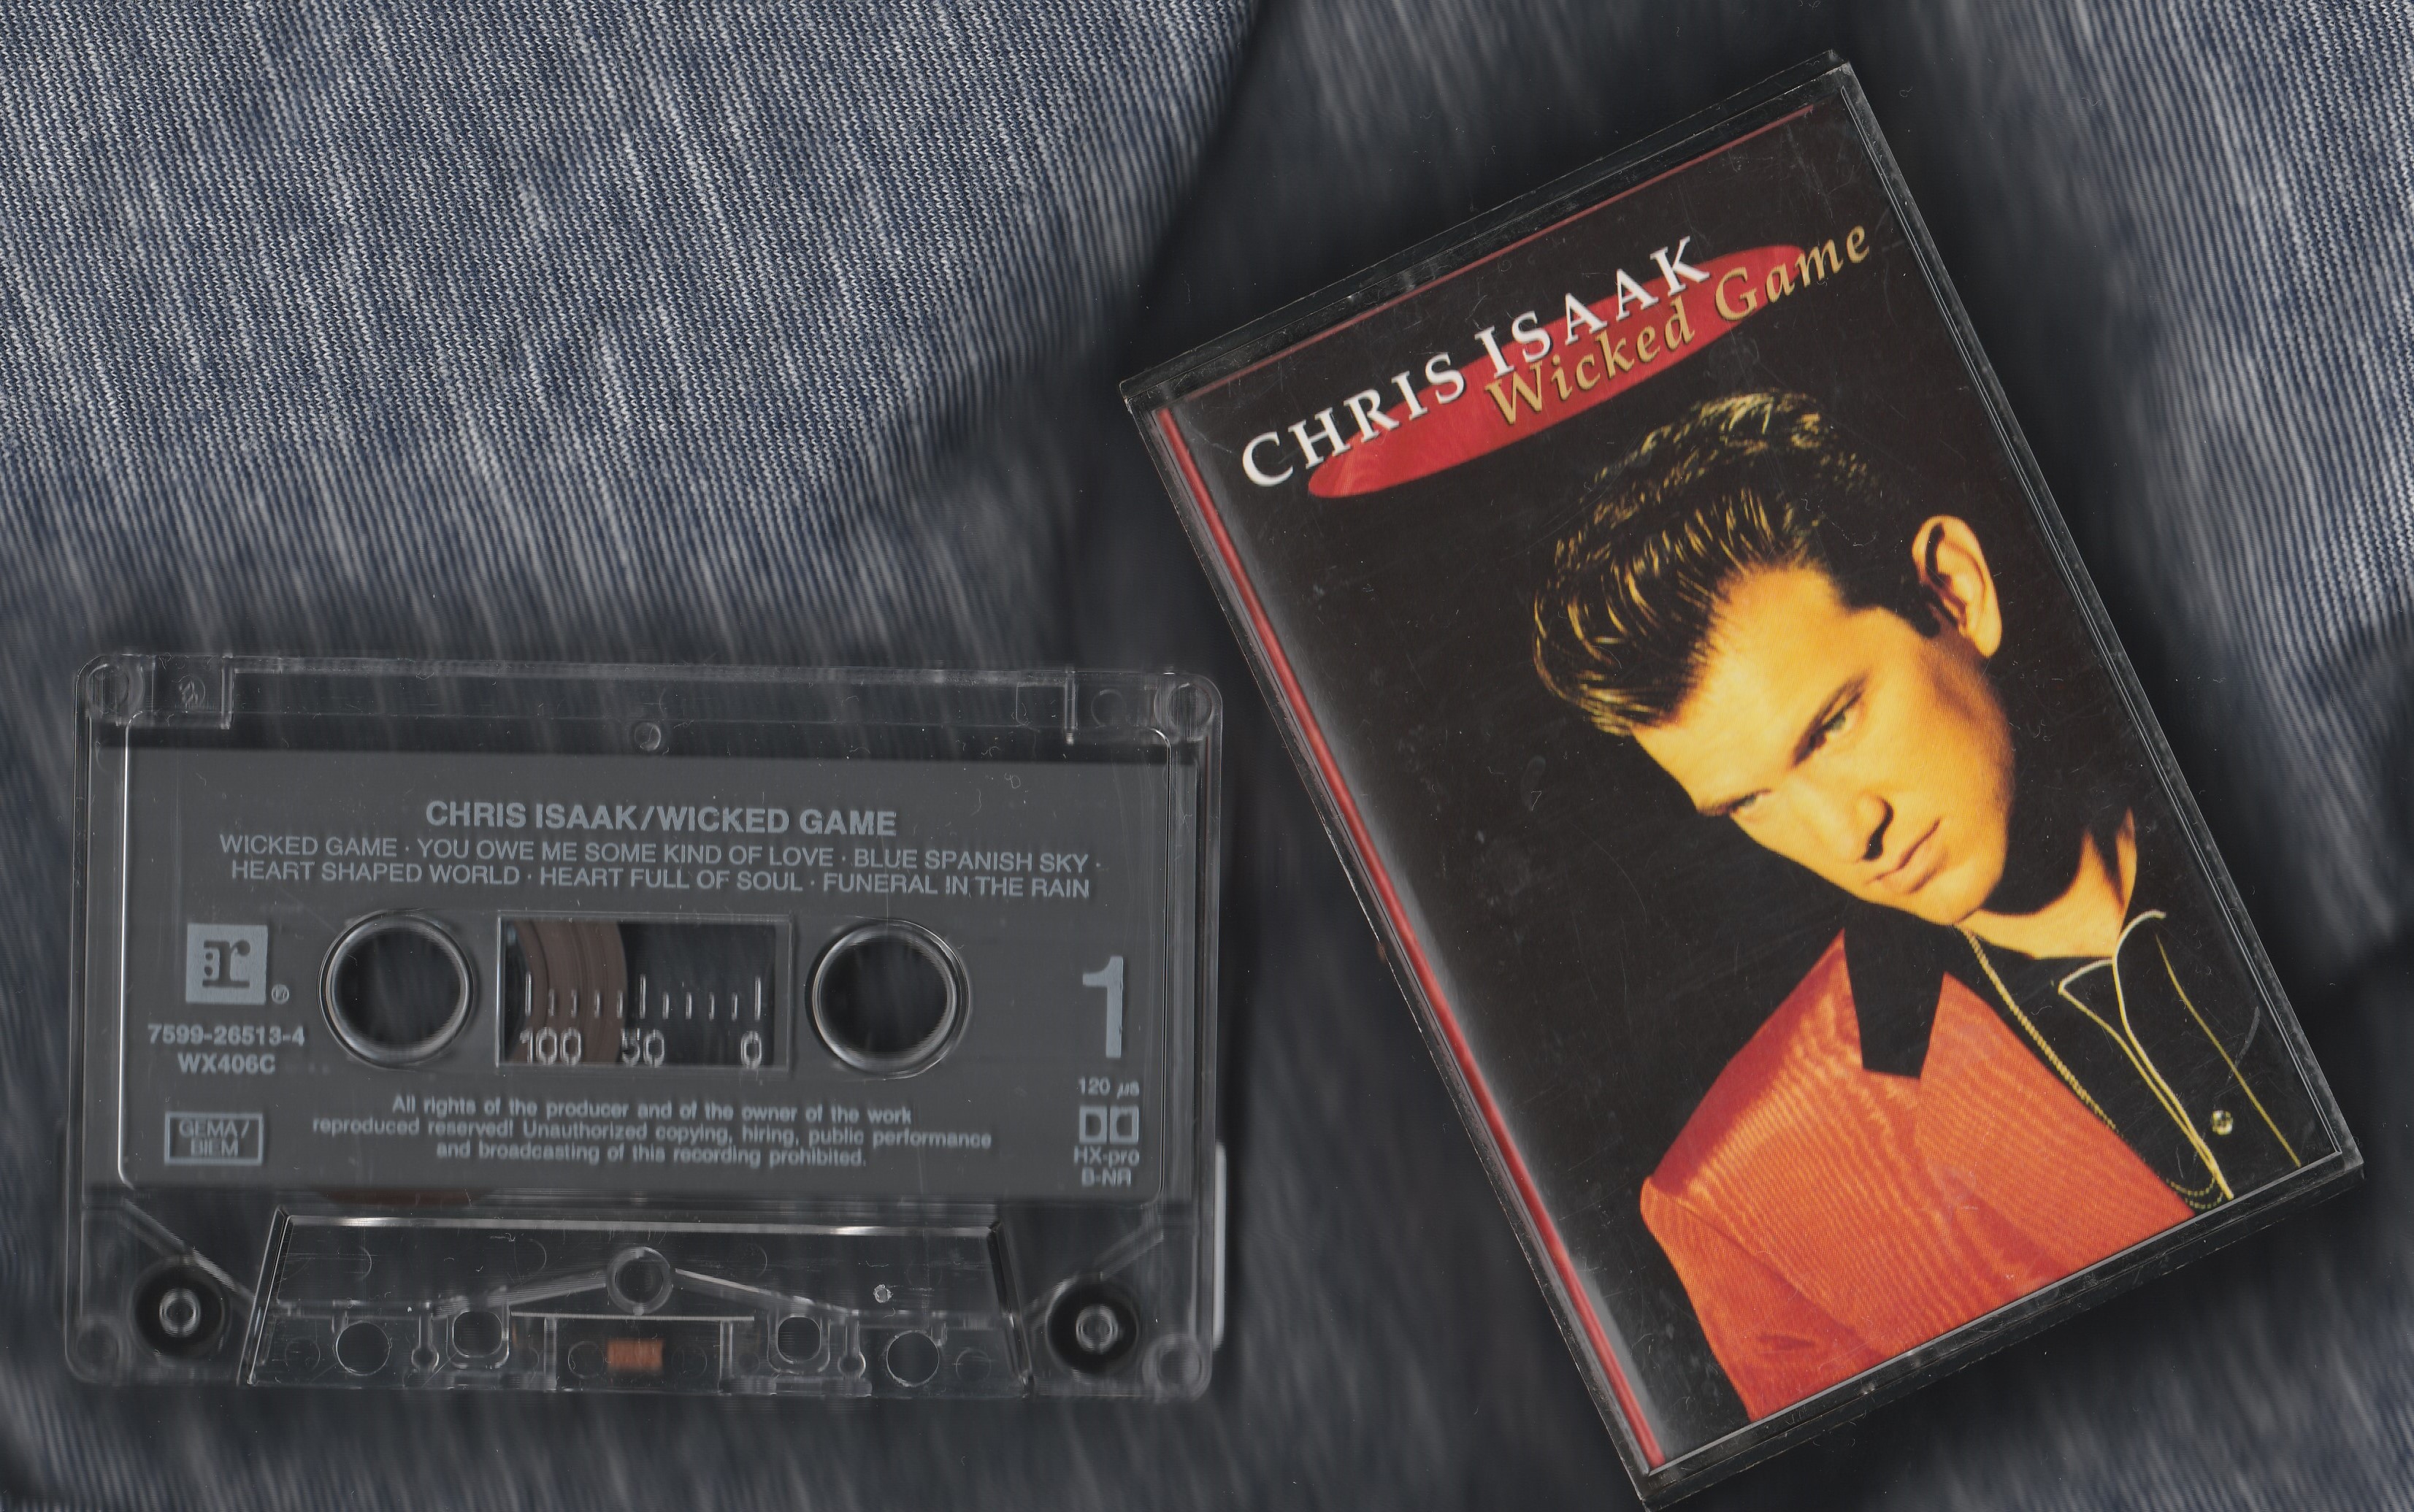 CHRIS ISAAK
Wicked Game
CHRIS ISAAK/WICKED GAME
WICKED GAME · YOU OWE ME SOME KIND OF LOVE · BLUE SPANISH SKY ·
HEART SHAPED WORLD · HEART FULL OF SOUL · FUNERAL IN THE RAIN
r
7599-26513-4
WX406C
100 50 0
1
GEMA/
BIEM
All rights of the producer and of the owner of the work
reproduced reserved! Unauthorized copying, hiring, public performance
and broadcasting of this recording prohibited.
120 µs
HX-pro
B-NR